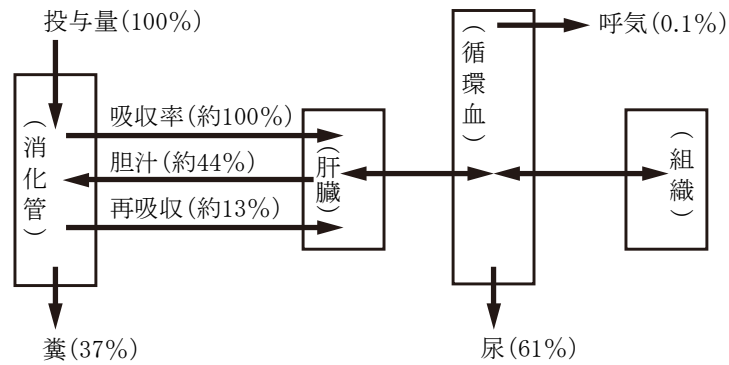 投与量(100%)
呼気(0.1%)
(循環血)
吸収率(約100%)
(消化管)
胆汁(約44%)
(肝臓)
(組織)
再吸収(約13%)
糞(37%)
尿(61%)